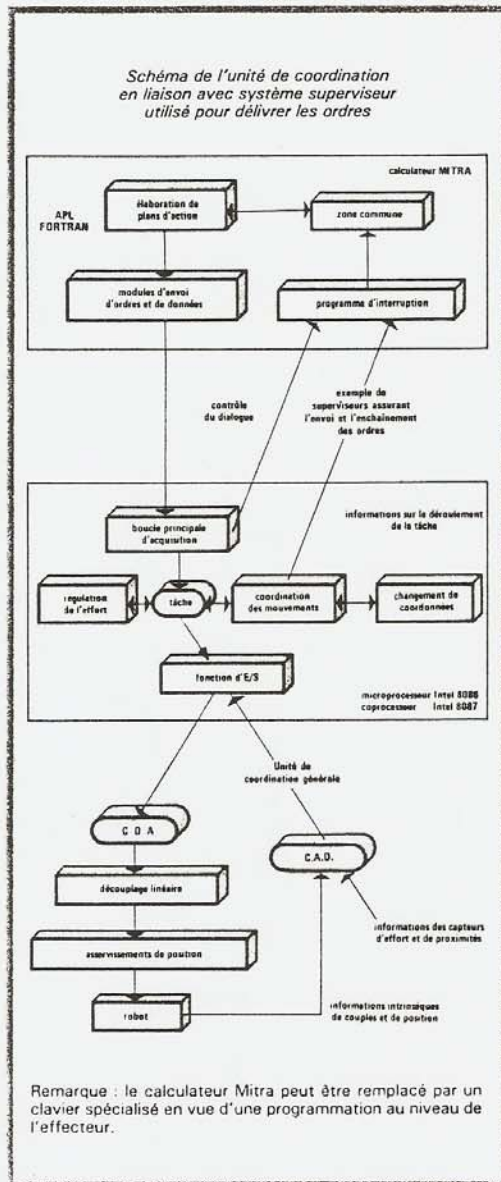 Schéma de l'unité de coordination
en liaison avec système superviseur
utilisé pour délivrer les ordres
calculateur MITRA
élaboration de
plans d'action
zone commune
APL
FORTRAN
modules d'envoi
d'ordres et de données
programme d'interruption
contrôle
du dialogue
exemple de
superviseurs assurant
l'envoi et l'enchaînement
des ordres
boucle principale
d'acquisition
informations sur le déroulement
de la tâche
régulation
de l'effort
tâche
coordination
des mouvements
changement de
coordonnées
fonction d'E/S
microprocesseur Intel 8086
coprocesseur Intel 8087
Unité de
coordination générale
C D A
C.A.D.
découplage linéaire
informations des capteurs
d'effort et de proximités
asservissements de position
robot
informations intrinsèques
de couples et de position
Remarque : le calculateur Mitra peut être remplacé par un
clavier spécialisé en vue d'une programmation au niveau de
l'effecteur.